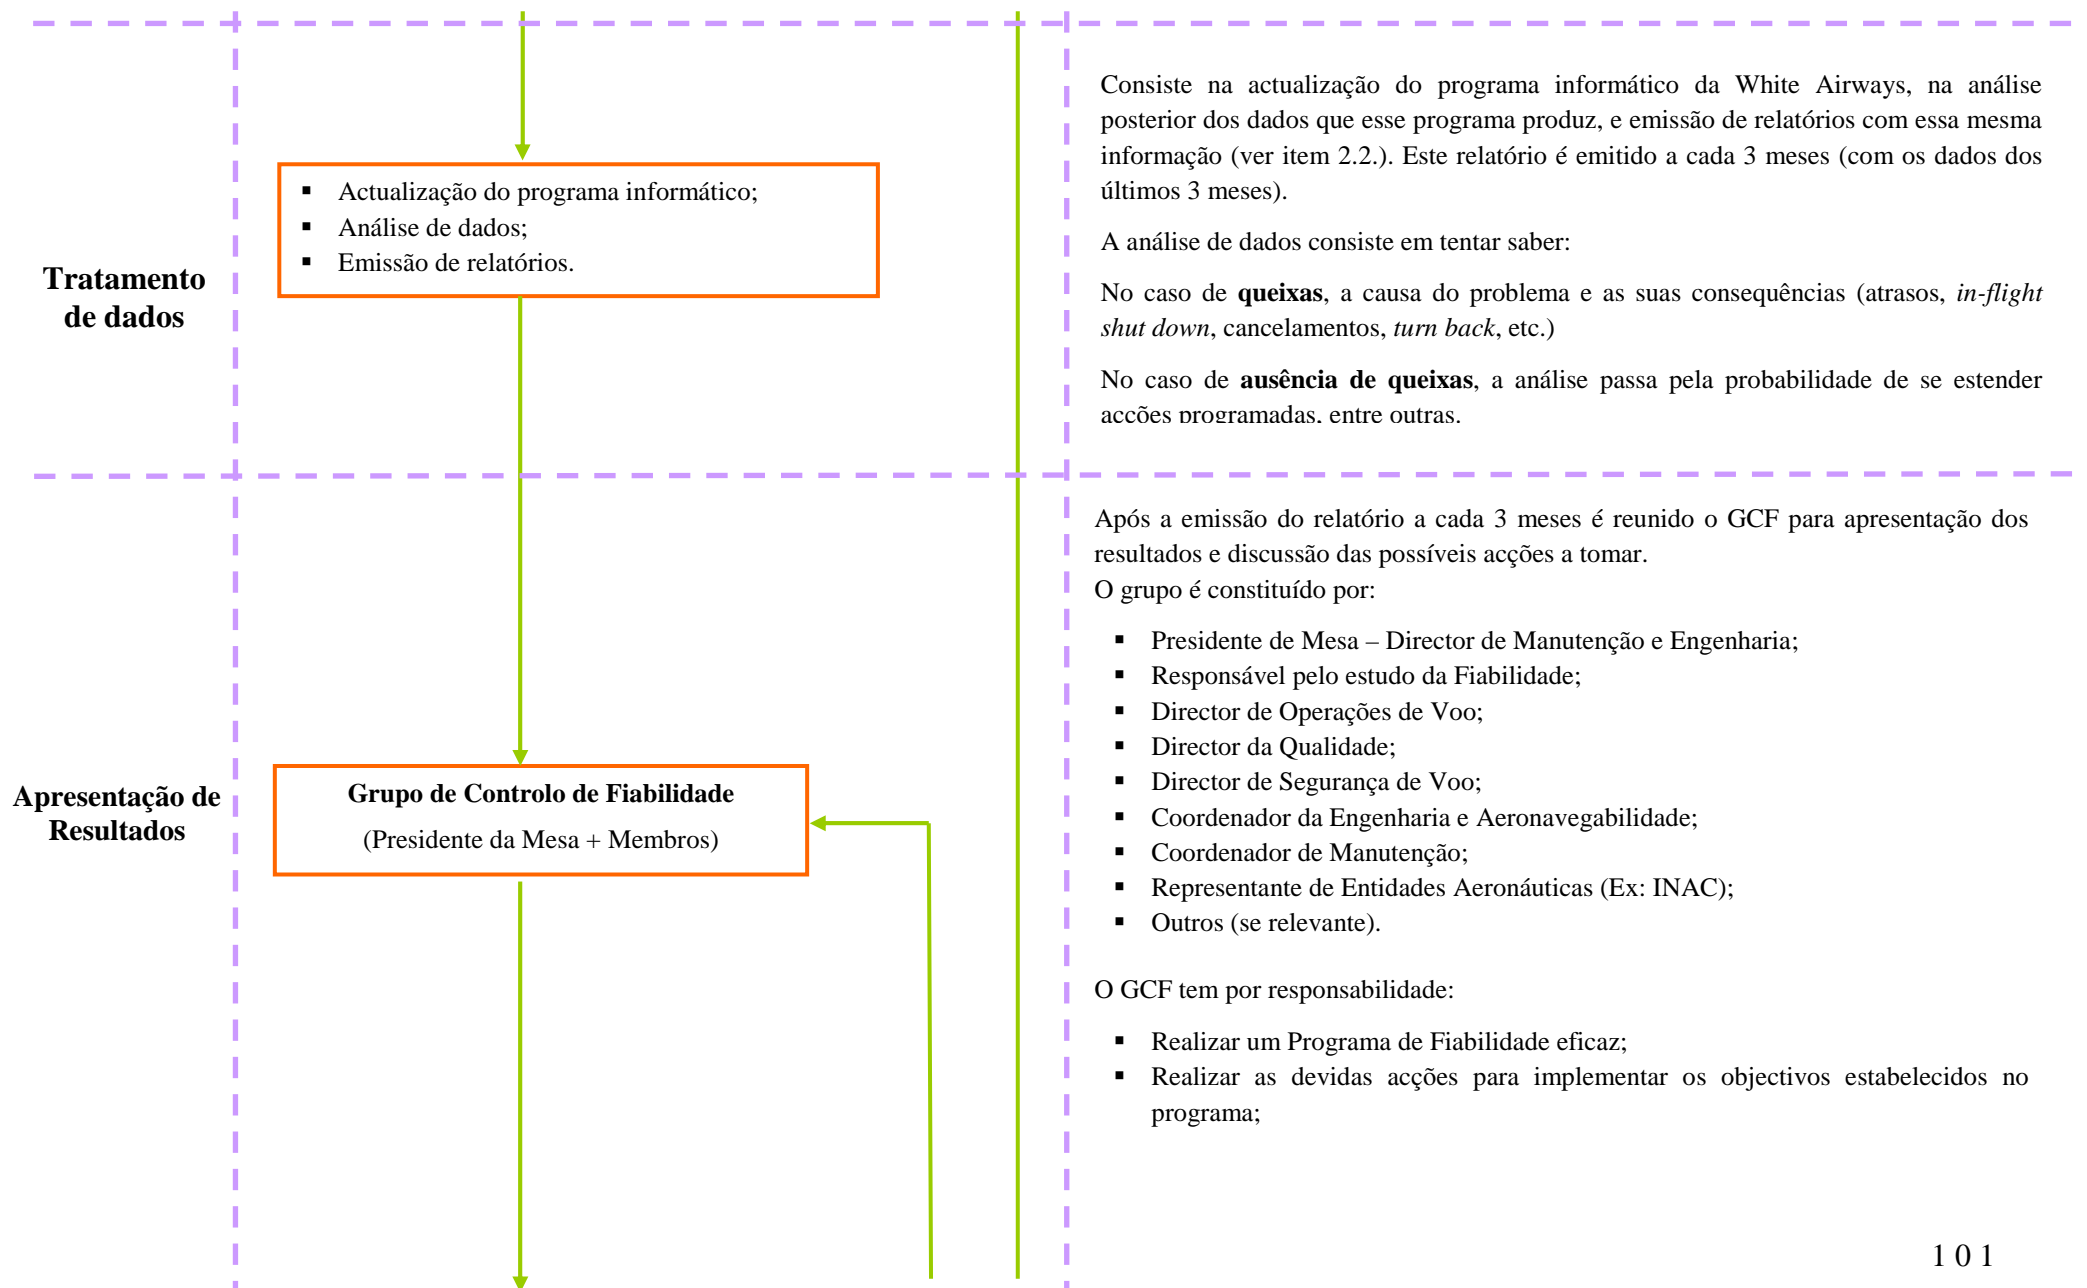 Consiste na actualização do programa informático da White Airways, na análise
posterior dos dados que esse programa produz, e emissão de relatórios com essa mesma
informação (ver item 2.2.). Este relatório é emitido a cada 3 meses (com os dados dos
últimos 3 meses).
A análise de dados consiste em tentar saber:
No caso de queixas, a causa do problema e as suas consequências (atrasos, in-flight
shut down, cancelamentos, turn back, etc.)
No caso de ausência de queixas, a análise passa pela probabilidade de se estender
acções programadas, entre outras.
▪ Actualização do programa informático;
▪ Análise de dados;
▪ Emissão de relatórios.
Tratamento
de dados
Após a emissão do relatório a cada 3 meses é reunido o GCF para apresentação dos
resultados e discussão das possíveis acções a tomar.
O grupo é constituído por:
▪ Presidente de Mesa – Director de Manutenção e Engenharia;
▪ Responsável pelo estudo da Fiabilidade;
▪ Director de Operações de Voo;
▪ Director da Qualidade;
▪ Director de Segurança de Voo;
▪ Coordenador da Engenharia e Aeronavegabilidade;
▪ Coordenador de Manutenção;
▪ Representante de Entidades Aeronáuticas (Ex: INAC);
▪ Outros (se relevante).
Apresentação de
Resultados
Grupo de Controlo de Fiabilidade
(Presidente da Mesa + Membros)
O GCF tem por responsabilidade:
▪ Realizar um Programa de Fiabilidade eficaz;
▪ Realizar as devidas acções para implementar os objectivos estabelecidos no
programa;
101